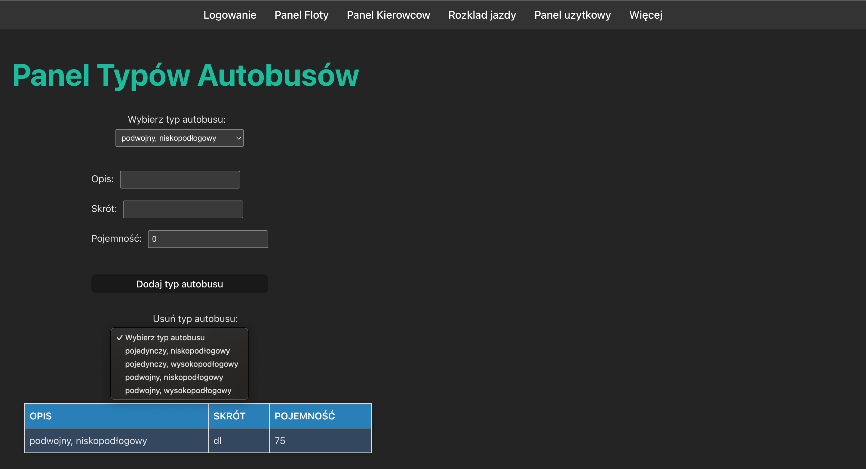 Logowanie Panel Floty Panel Kierowcow Rozklad jazdy Panel uzytkowy Więcej
Panel Typów Autobusów
Wybierz typ autobusu:
podwojny, niskopodłogowy
Opis:
Skrót:
Pojemność: 0
Dodaj typ autobusu
Usuń typ autobusu:
✓ Wybierz typ autobusu
pojedynczy, niskopodłogowy
pojedynczy, wysokopodłogowy
podwojny, niskopodłogowy
podwojny, wysokopodłogowy
OPIS SKRÓT POJEMNOŚĆ
podwojny, niskopodłogowy dl 75